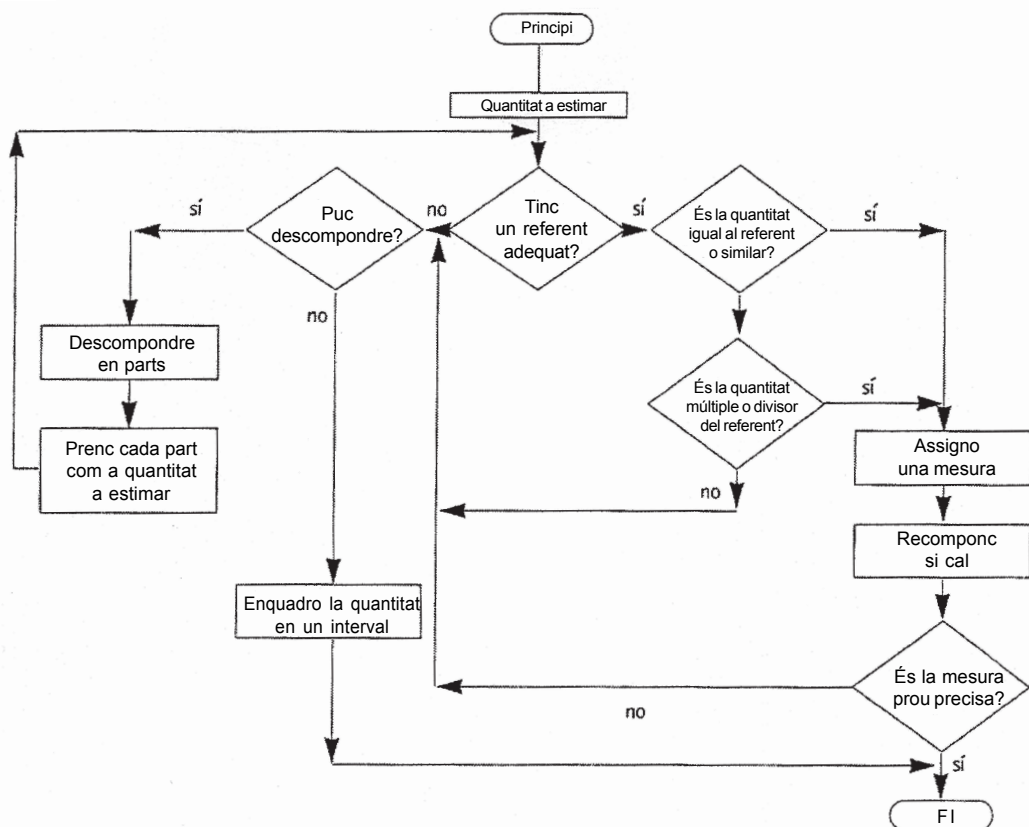 Principi
Quantitat a estimar
Tinc
un referent
adequat?
no
sí
Puc
descompondre?
sí
no
És la quantitat
igual al referent
o similar?
sí
Descompondre
en parts
Prenc cada part
com a quantitat
a estimar
És la quantitat
múltiple o divisor
del referent?
sí
no
Assigno
una mesura
Recomponc
si cal
Enquadro la quantitat
en un interval
És la mesura
prou precisa?
no
sí
FI